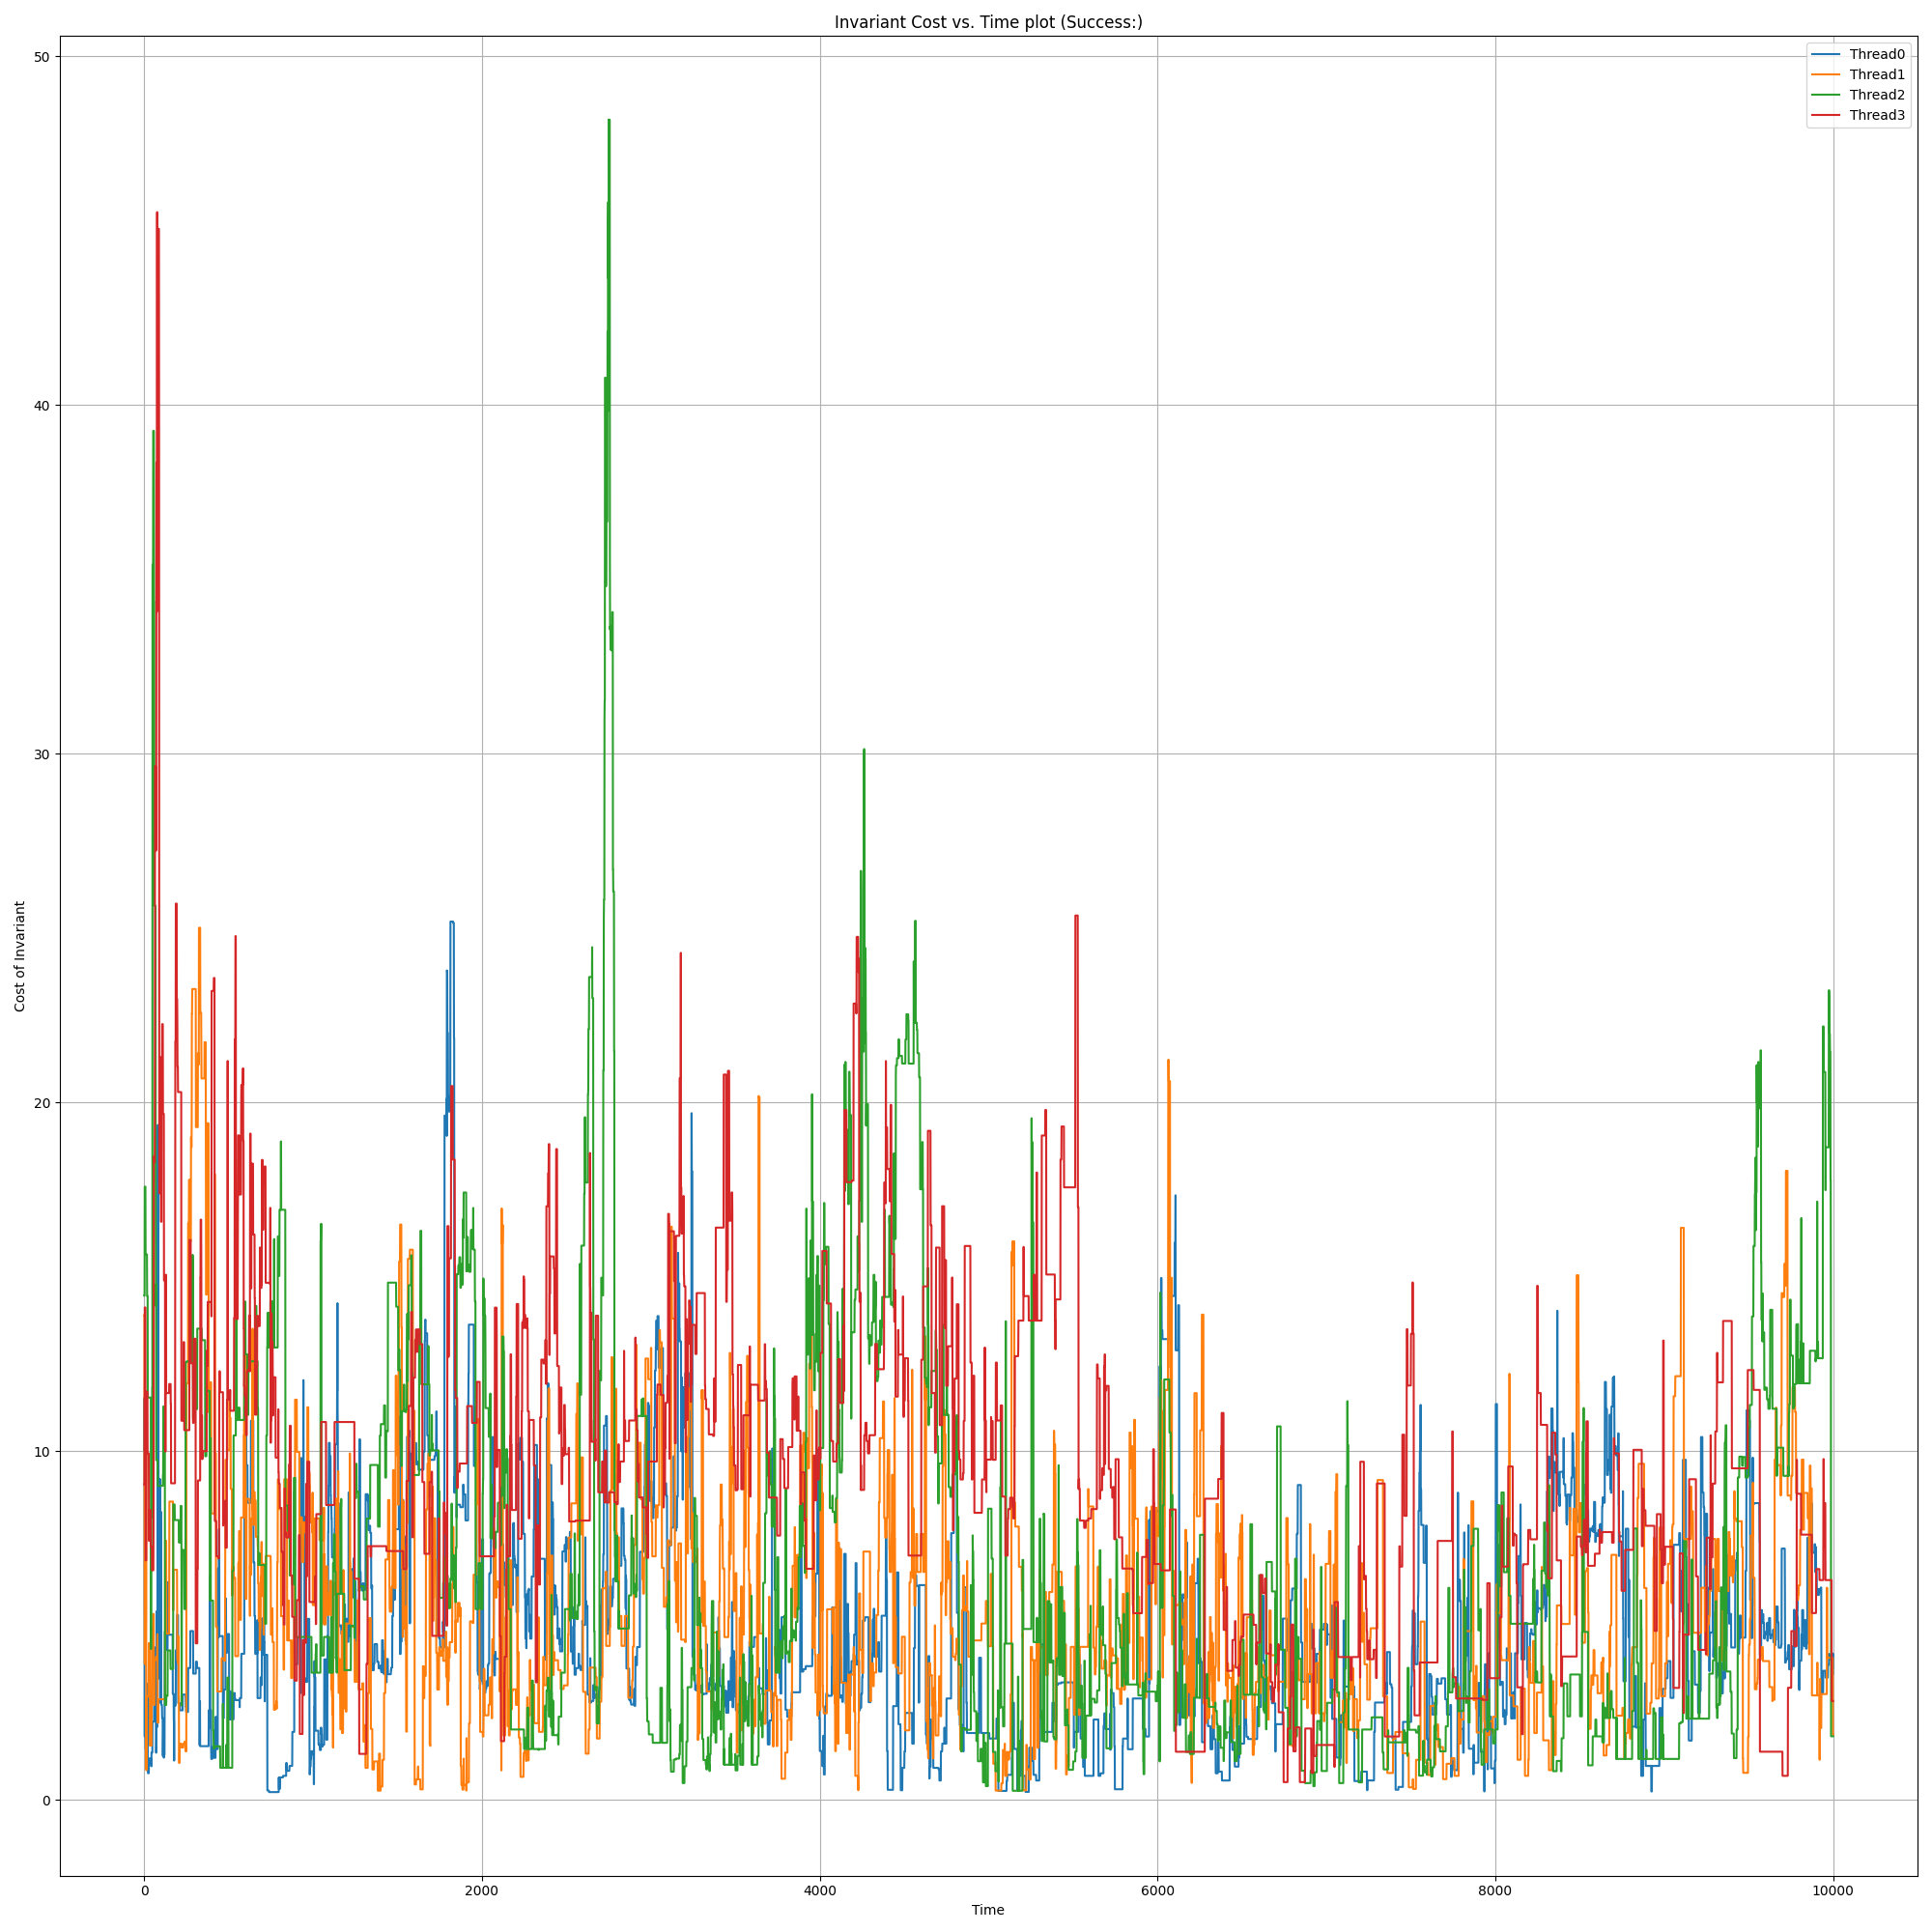 Invariant Cost vs. Time plot (Success:)
Thread0
Thread1
Thread2
Thread3
50
40
30
20
10
0
Cost of Invariant
0 2000 4000 6000 8000 10000
Time